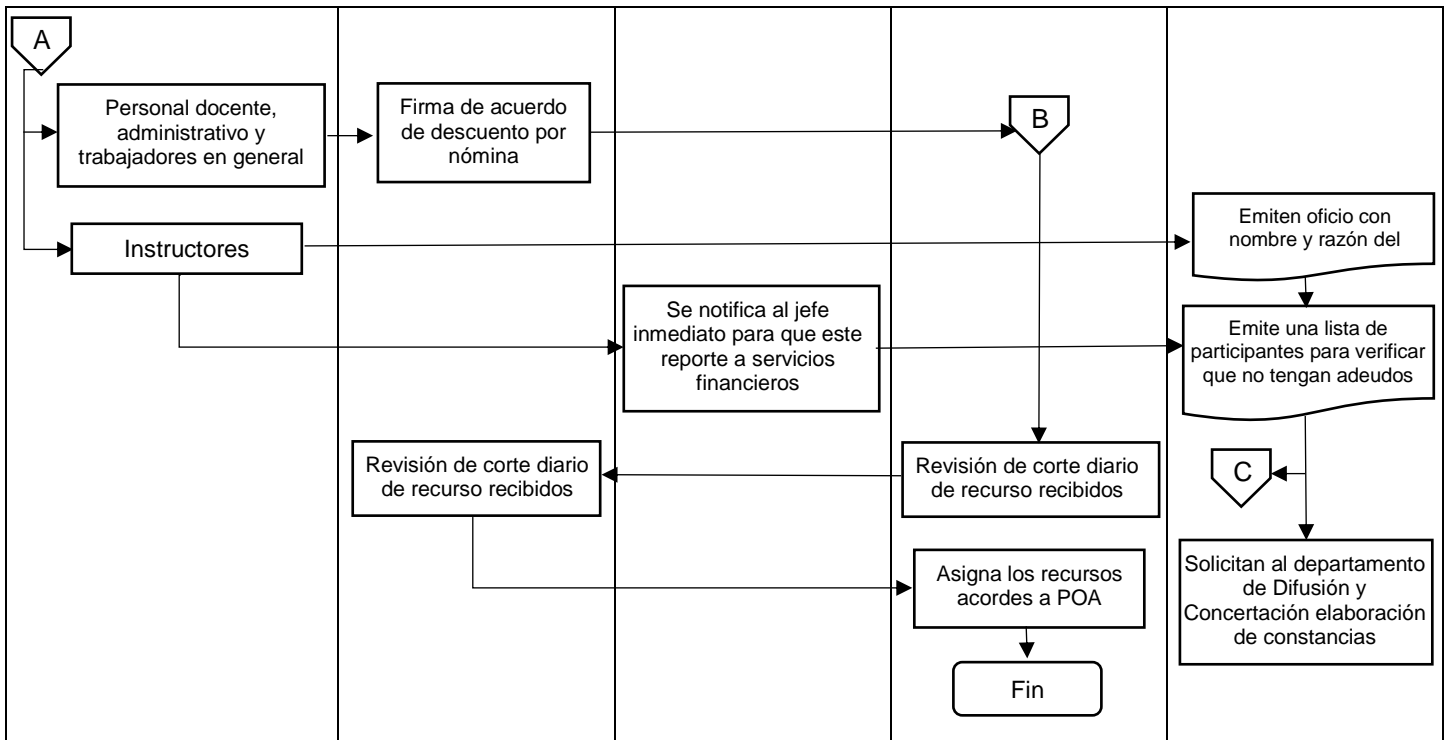 A
Personal docente,
administrativo y
trabajadores en general
Firma de acuerdo
de descuento por
nómina
B
Instructores
Emiten oficio con
nombre y razón del
Se notifica al jefe
inmediato para que este
reporte a servicios
financieros
Emite una lista de
participantes para verificar
que no tengan adeudos
Revisión de corte diario
de recurso recibidos
Revisión de corte diario
de recurso recibidos
C
Asigna los recursos
acordes a POA
Solicitan al departamento
de Difusión y
Concertación elaboración
de constancias
Fin